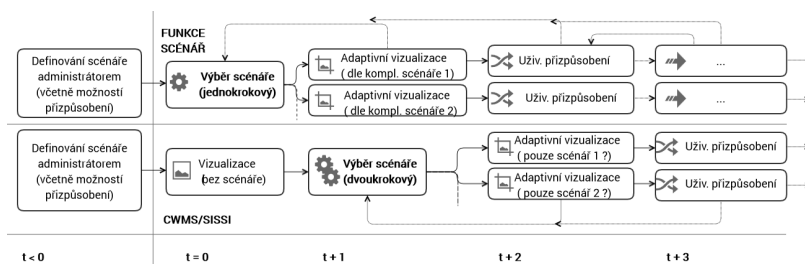 FUNKCE
SCÉNÁŘ
Definování scénáře
administrátorem
(včetně možností
přizpůsobení)
Výběr scénáře
(jednokrokový)
Adaptivní vizualizace
( dle kompl. scénáře 1)
Adaptivní vizualizace
( dle kompl. scénáře 2)
Uživ. přizpůsobení
Uživ. přizpůsobení
...
...
Definování scénáře
administrátorem
(včetně možností
přizpůsobení)
Vizualizace
(bez scénáře)
Výběr scénáře
(dvoukrokový)
Adaptivní vizualizace
( pouze scénář 1 ?)
Adaptivní vizualizace
( pouze scénář 2 ?)
Uživ. přizpůsobení
Uživ. přizpůsobení
CWMS/SISSI
t < 0
t = 0
t + 1
t + 2
t + 3